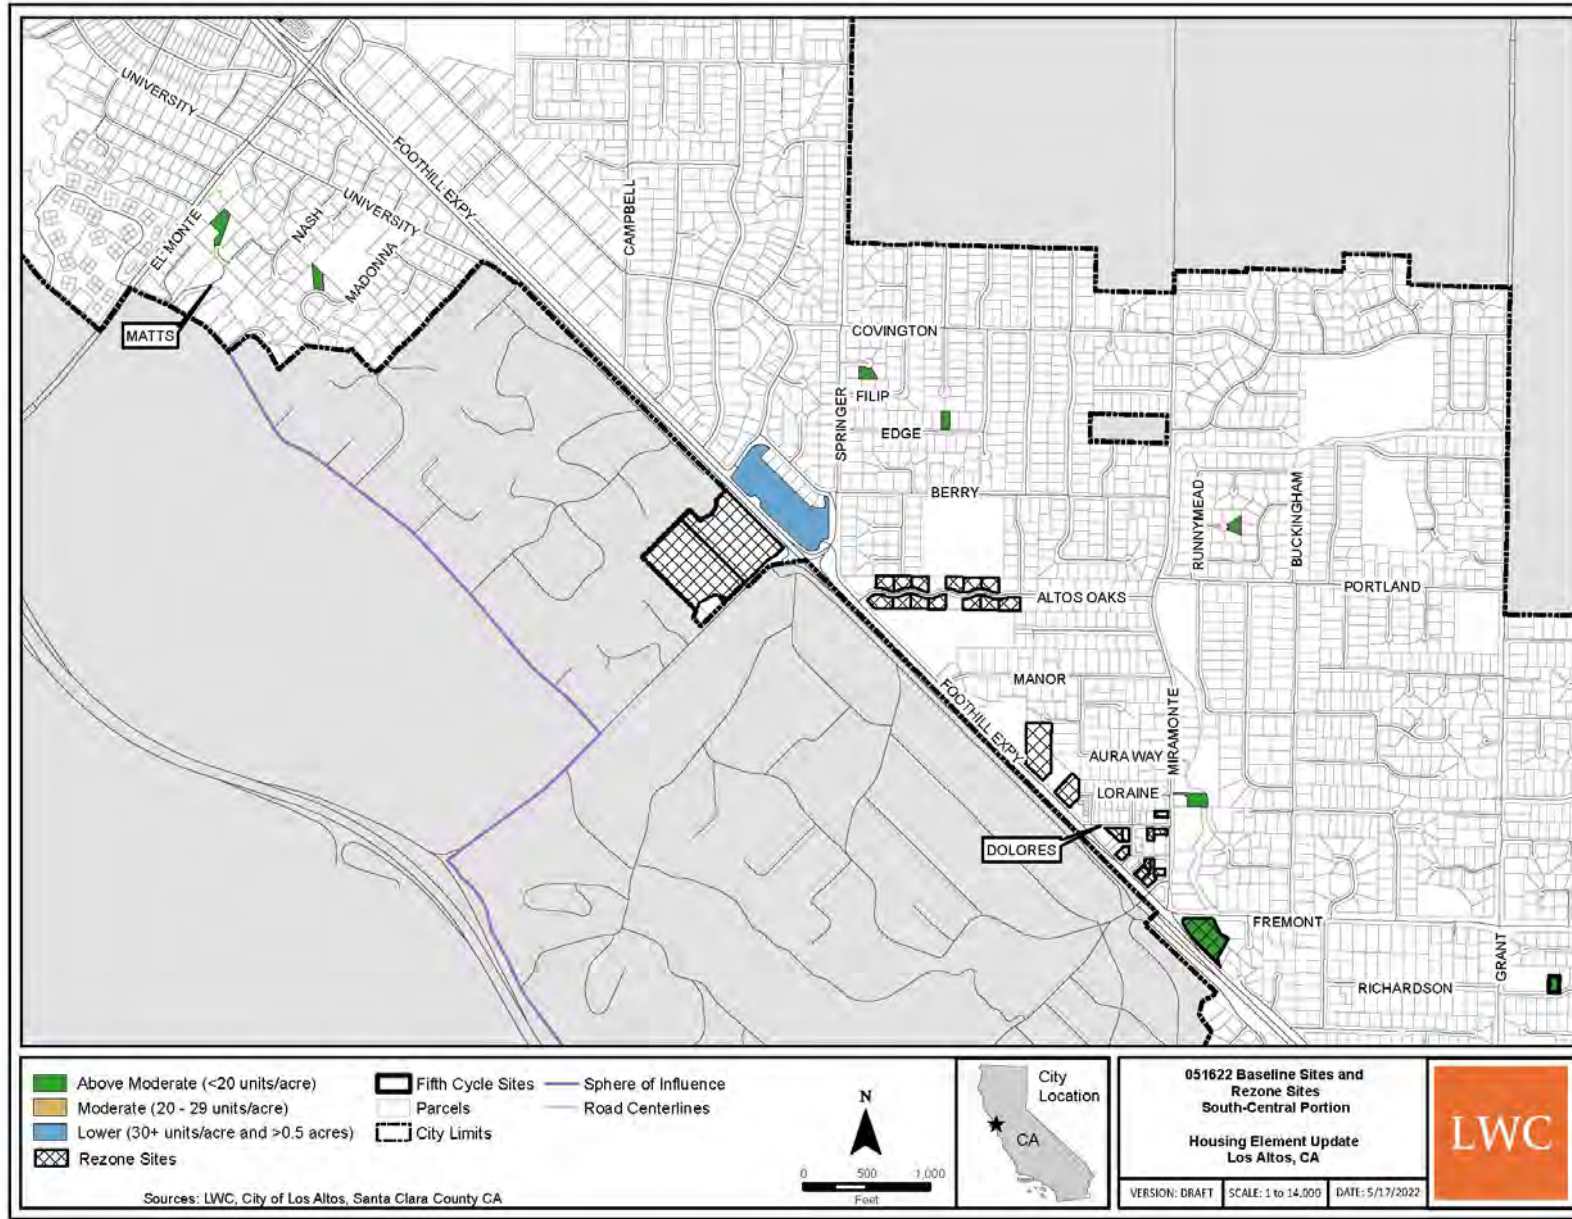 UNIVERSITY
FOOTHILL EXPY
CAMPBELL
UNIVERSITY
NASH
EL MONTE
MADONNA
MATTS
COVINGTON
FILIP
SPRINGER
EDGE
BERRY
RUNNYMEAD
BUCKINGHAM
PORTLAND
ALTOS OAKS
MANOR
FOOTHILL EXPY
MIRAMONTE
AURA WAY
LORAINE
DOLORES
FREMONT
GRANT
RICHARDSON
Above Moderate (<20 units/acre)
Moderate (20 - 29 units/acre)
Lower (30+ units/acre and >0.5 acres)
Rezone Sites
Fifth Cycle Sites
Parcels
City Limits
Sphere of Influence
Road Centerlines
Sources: LWC, City of Los Altos, Santa Clara County CA
N
0 500 1,000
Feet
City
Location
CA
051622 Baseline Sites and
Rezone Sites
South-Central Portion
Housing Element Update
Los Altos, CA
VERSION: DRAFT
SCALE: 1 to 14,000
DATE: 5/17/2022
LWC